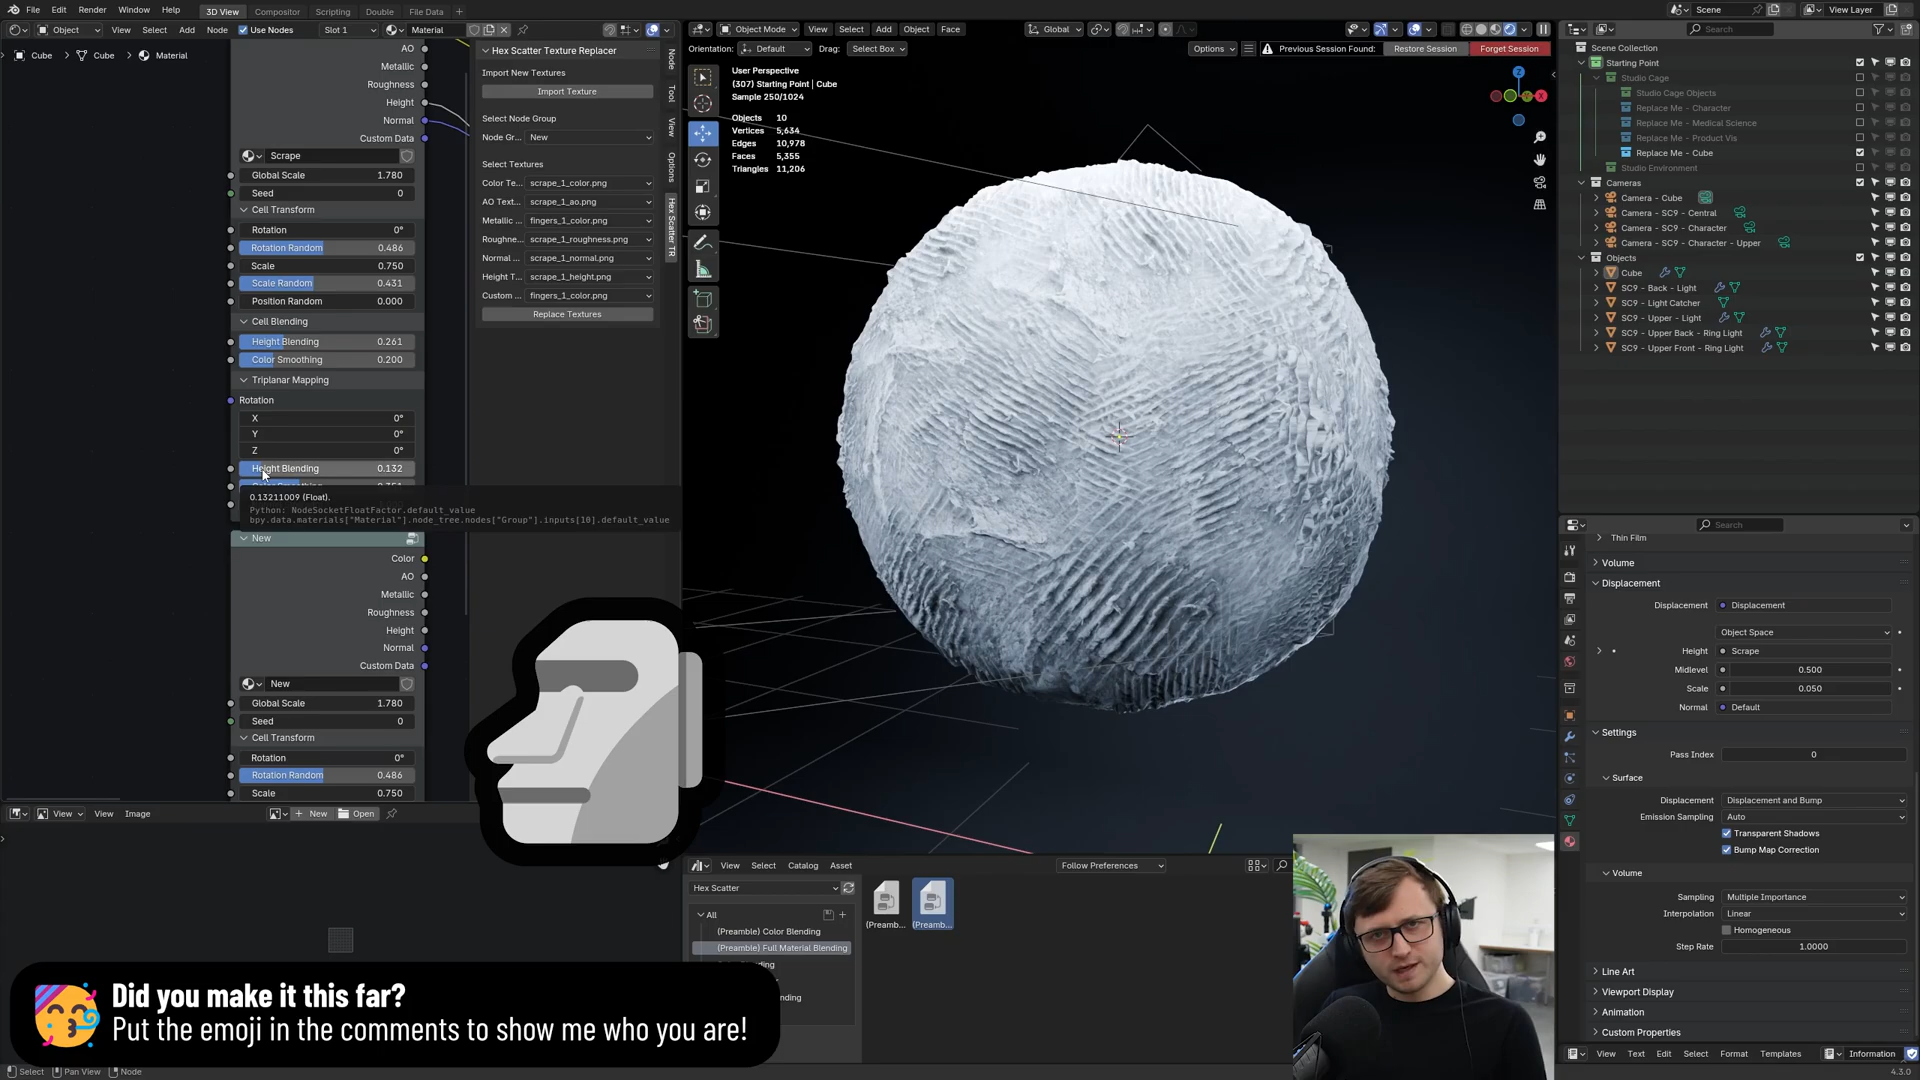 File Edit Render Window Help
3D View Compositor Scripting Double File Data +
Scene
View Layer
Object View Select Add Node Use Nodes Slot 1 Material
Cube Cube Material
AO
Metallic
Roughness
Height
Normal
Custom Data
Scrape
Global Scale 1.780
Seed 0
Cell Transform
Rotation 0°
Rotation Random 0.486
Scale 0.750
Scale Random 0.431
Position Random 0.000
Cell Blending
Height Blending 0.261
Color Smoothing 0.200
Triplanar Mapping
Rotation
X 0°
Y 0°
Z 0°
Height Blending 0.132
0.13211009 (Float).
Python: NodeSocketFloatFactor.default_value
bpy.data.materials["Material"].node_tree.nodes["Group"].inputs[10].default_value
New
Color
AO
Metallic
Roughness
Height
Normal
Custom Data
New
Global Scale 1.780
Seed 0
Cell Transform
Rotation 0°
Rotation Random 0.486
Scale 0.750
Hex Scatter Texture Replacer
Import New Textures
Import Texture
Select Node Group
Node Gr... New
Select Textures
Color Te... scrape_1_color.png
AO Text... scrape_1_ao.png
Metallic ... fingers_1_color.png
Roughne... scrape_1_roughness.png
Normal ... scrape_1_normal.png
Height T... scrape_1_height.png
Custom ... fingers_1_color.png
Replace Textures
Node
Tool
View
Options
Hex Scatter TR
Object Mode View Select Add Object Face Global
Orientation: Default Drag: Select Box Options Previous Session Found: Restore Session Forget Session
User Perspective
(307) Starting Point | Cube
Sample 250/1024
Objects 10
Vertices 5,634
Edges 10,978
Faces 5,355
Triangles 11,206
Z
X
View View Image + New Open
View Select Catalog Asset Follow Preferences
Hex Scatter
All
(Preamble) Color Blending
(Preamble) Full Material Blending
(Preamb... (Preamb...
Search
Scene Collection
Starting Point
Studio Cage
Studio Cage Objects
Replace Me - Character
Replace Me - Medical Science
Replace Me - Product Vis
Replace Me - Cube
Studio Environment
Cameras
Camera - Cube
Camera - SC9 - Central
Camera - SC9 - Character
Camera - SC9 - Character - Upper
Objects
Cube
SC9 - Back - Light
SC9 - Light Catcher
SC9 - Upper - Light
SC9 - Upper Back - Ring Light
SC9 - Upper Front - Ring Light
Search
Thin Film
Volume
Displacement
Displacement Displacement
Object Space
Height Scrape
Midlevel 0.500
Scale 0.050
Normal Default
Settings
Pass Index 0
Surface
Displacement Displacement and Bump
Emission Sampling Auto
Transparent Shadows
Bump Map Correction
Volume
Sampling Multiple Importance
Interpolation Linear
Homogeneous
Step Rate 1.0000
Line Art
Viewport Display
Animation
Custom Properties
View Text Edit Select Format Templates Information
Did you make it this far?
Put the emoji in the comments to show me who you are!
Select Pan View Node
4.3.0